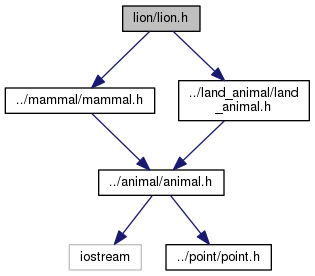 lion/lion.h
../mammal/mammal.h
../land_animal/land
_animal.h
../animal/animal.h
iostream
../point/point.h